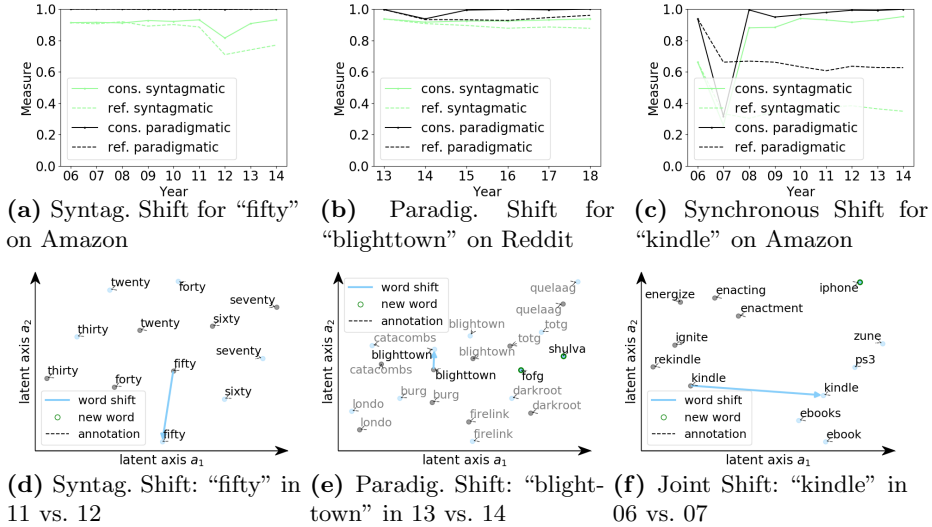 1.0
0.8
0.6
0.4
0.2
0.0
Measure
cons. syntagmatic
ref. syntagmatic
cons. paradigmatic
ref. paradigmatic
06 07 08 09 10 11 12 13 14
Year
(a) Syntag. Shift for “fifty”
on Amazon
1.0
0.8
0.6
0.4
0.2
0.0
Measure
cons. syntagmatic
ref. syntagmatic
cons. paradigmatic
ref. paradigmatic
13 14 15 16 17 18
Year
(b) Paradig. Shift for
“blighttown” on Reddit
1.0
0.8
0.6
0.4
0.2
0.0
Measure
cons. syntagmatic
ref. syntagmatic
cons. paradigmatic
ref. paradigmatic
06 07 08 09 10 11 12 13 14
Year
(c) Synchronous Shift for
“kindle” on Amazon
latent axis a2
twenty
forty
seventy
thirty
twenty
sixty
seventy
fifty
thirty
forty
sixty
fifty
word shift
new word
annotation
latent axis a1
(d) Syntag. Shift: “fifty” in
11 vs. 12
latent axis a2
word shift
new word
annotation
quelaag
quelaag
blightown
totg
catacombs
totg
blighttown
blightown
shulva
catacombs
blighttown
fofg
burg
burg
darkroot
londo
darkroot
londo
firelink
firelink
latent axis a1
(e) Paradig. Shift: “blight-
town” in 13 vs. 14
latent axis a2
iphone
energize
enacting
enactment
ignite
zune
rekindle
ps3
kindle
kindle
ebooks
ebook
word shift
new word
annotation
latent axis a1
(f) Joint Shift: “kindle” in
06 vs. 07